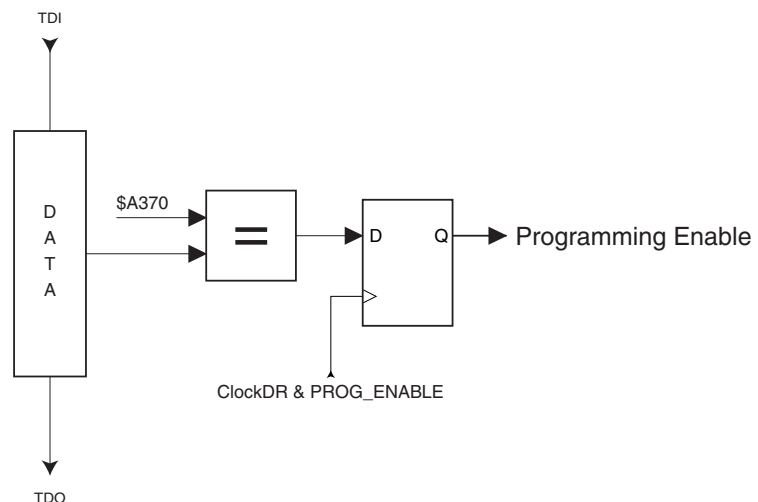 TDI
D
A
T
A
$A370
=
D
Q
Programming Enable
ClockDR & PROG_ENABLE
TDO